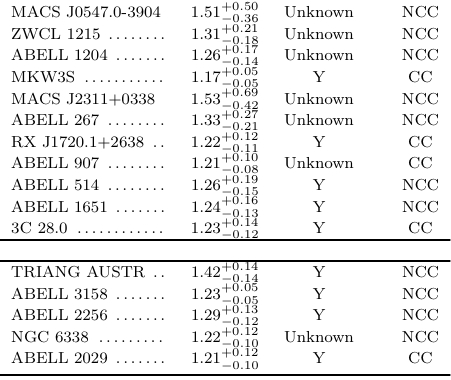 MACS J0547.0-3904 1.51+0.50 −0.36 Unknown NCC
ZWCL 1215 ........ 1.31+0.21 −0.18 Unknown NCC
ABELL 1204 ....... 1.26+0.17 −0.14 Unknown NCC
MKW3S ........... 1.17+0.05 −0.05 Y CC
MACS J2311+0338 1.53+0.69 −0.42 Unknown NCC
ABELL 267 ........ 1.33+0.27 −0.21 Unknown NCC
RX J1720.1+2638 .. 1.22+0.12 −0.11 Y CC
ABELL 907 ........ 1.21+0.10 −0.08 Unknown CC
ABELL 514 ........ 1.26+0.19 −0.15 Y NCC
ABELL 1651 ....... 1.24+0.16 −0.13 Y NCC
3C 28.0 ............ 1.23+0.14 −0.12 Y CC
TRIANG AUSTR .. 1.42+0.14 −0.14 Y NCC
ABELL 3158 ....... 1.23+0.05 −0.05 Y NCC
ABELL 2256 ....... 1.29+0.13 −0.12 Y NCC
NGC 6338 ......... 1.22+0.12 −0.10 Unknown NCC
ABELL 2029 ....... 1.21+0.12 −0.10 Y CC